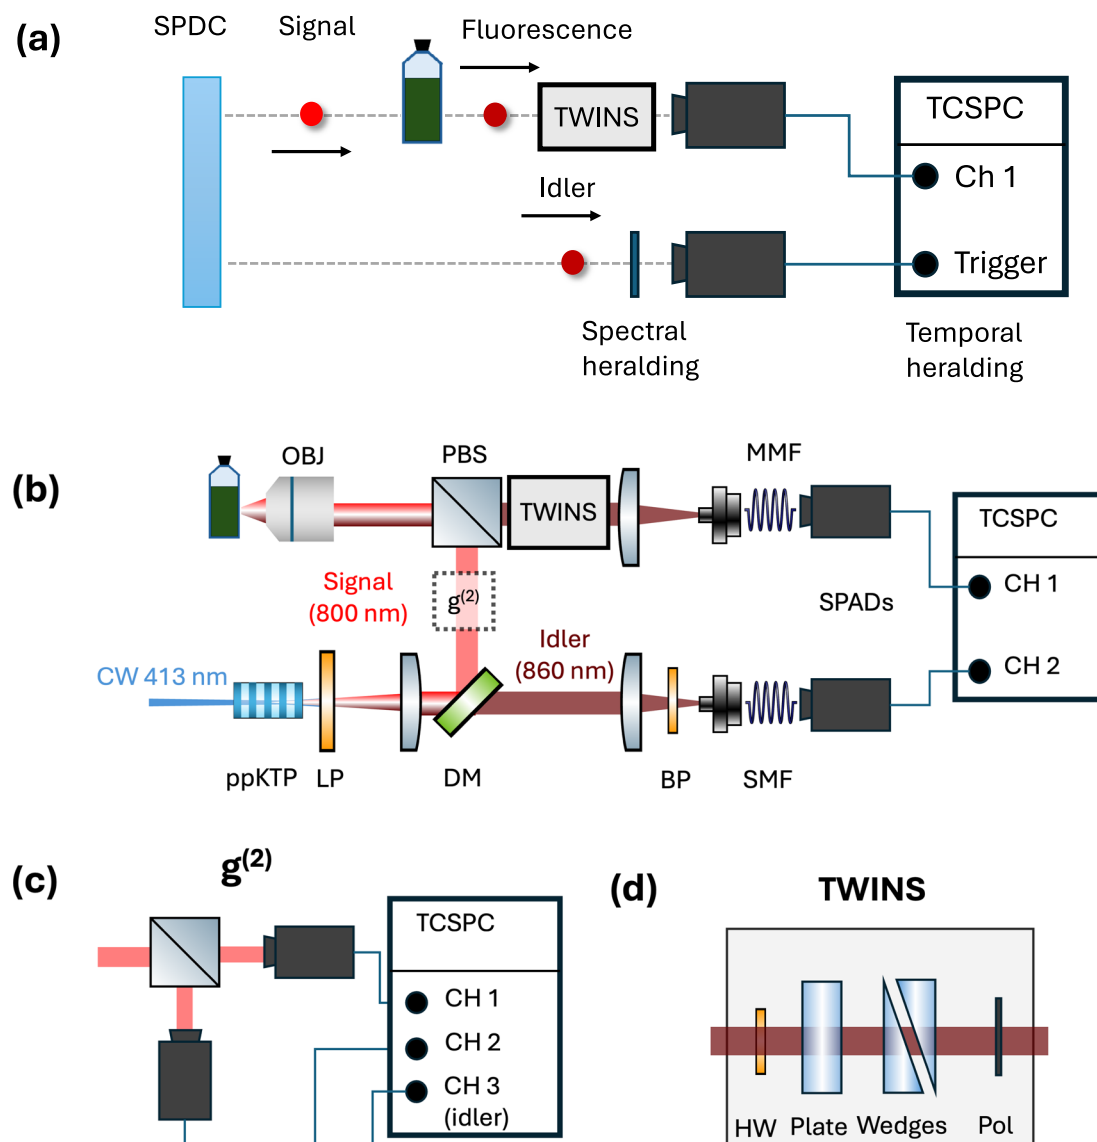 (a)
SPDC
Signal
Fluorescence
TWINS
TCSPC
Ch 1
Idler
Trigger
Spectral
heralding
Temporal
heralding
(b)
OBJ
PBS
MMF
TWINS
TCSPC
Signal
(800 nm)
g(2)
SPADs
CH 1
Idler
(860 nm)
CH 2
CW 413 nm
ppKTP
LP
DM
BP
SMF
(c)
g(2)
TCSPC
CH 1
CH 2
CH 3
(idler)
(d)
TWINS
HW
Plate
Wedges
Pol